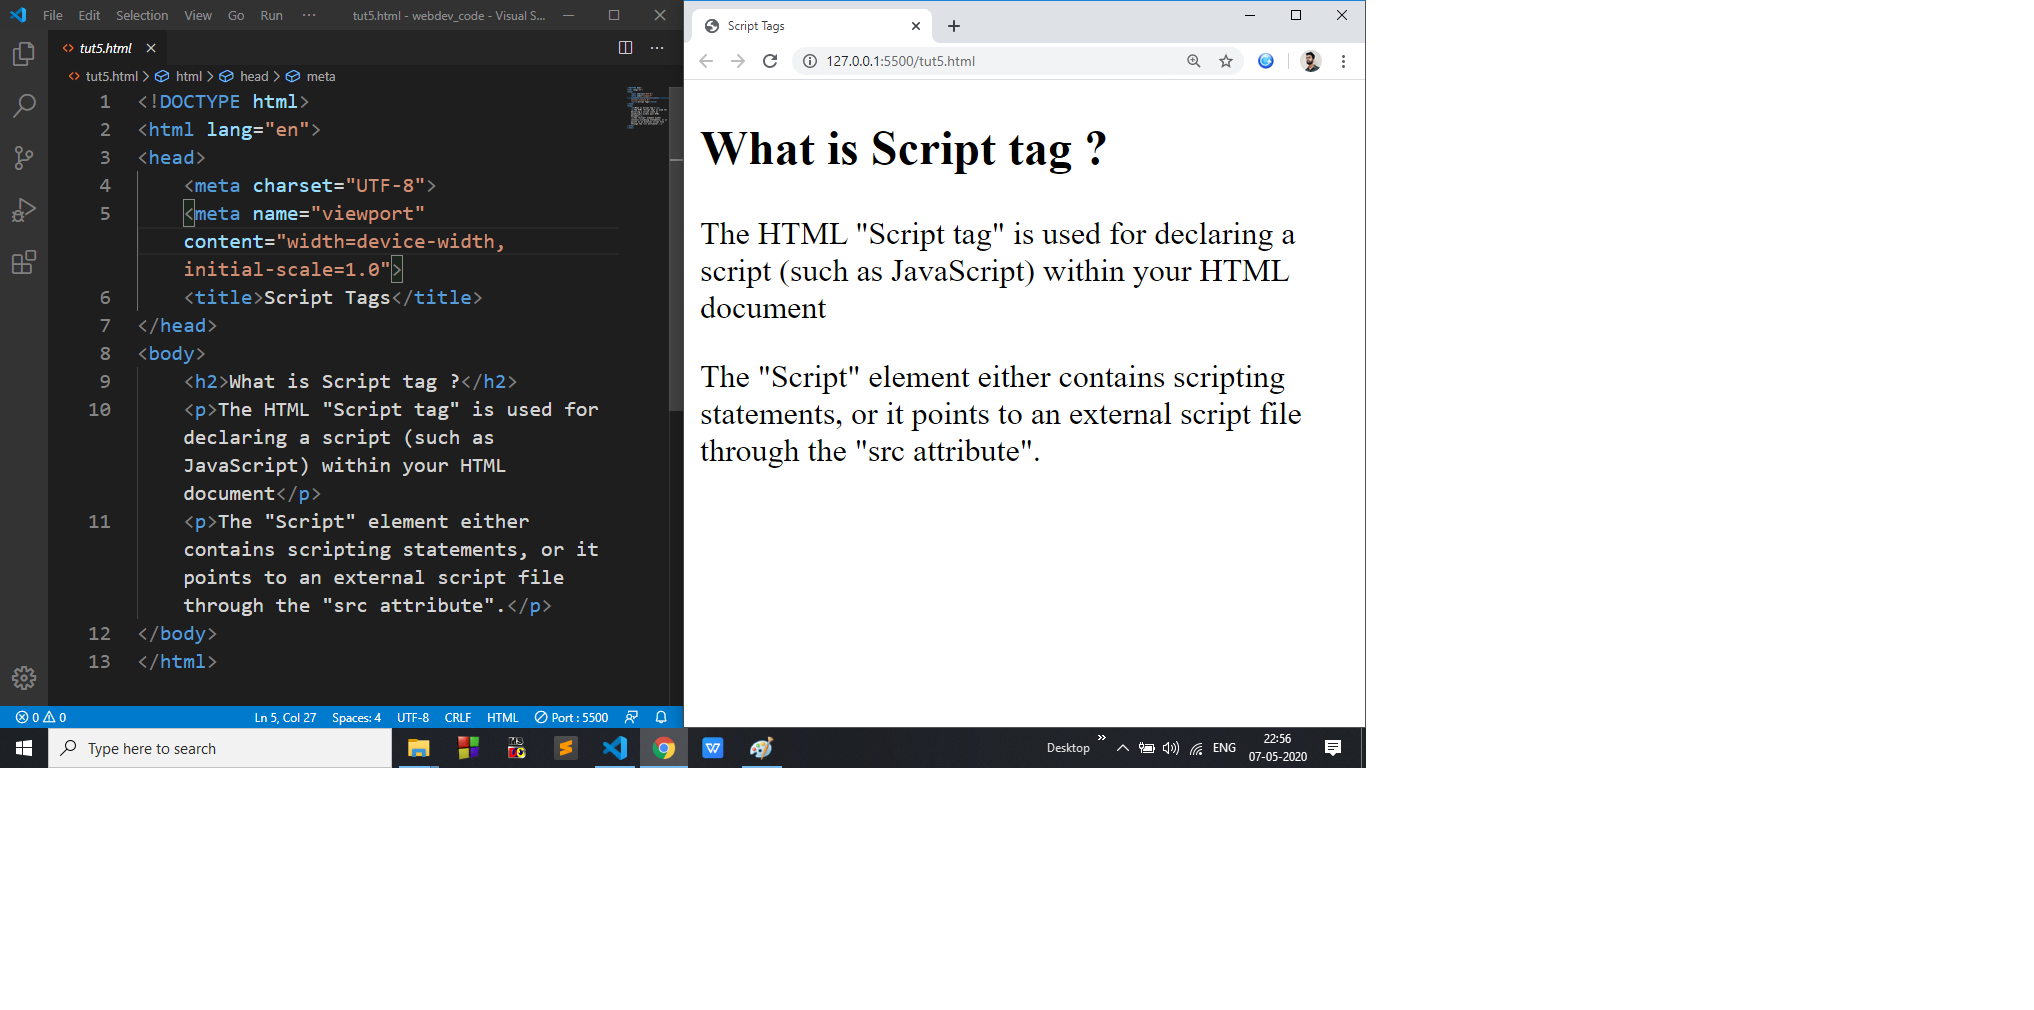 File Edit Selection View Go Run ··· tut5.html - webdev_code - Visual S...
tut5.html
tut5.html > html > head > meta
1 <!DOCTYPE html>
2 <html lang="en">
3 <head>
4 <meta charset="UTF-8">
5 <meta name="viewport"
content="width=device-width,
initial-scale=1.0">
6 <title>Script Tags</title>
7 </head>
8 <body>
9 <h2>What is Script tag ?</h2>
10 <p>The HTML "Script tag" is used for
declaring a script (such as
JavaScript) within your HTML
document</p>
11 <p>The "Script" element either
contains scripting statements, or it
points to an external script file
through the "src attribute".</p>
12 </body>
13 </html>
0 0 Ln 5, Col 27 Spaces: 4 UTF-8 CRLF HTML Port : 5500
Script Tags
127.0.0.1:5500/tut5.html
What is Script tag ?
The HTML "Script tag" is used for declaring a
script (such as JavaScript) within your HTML
document
The "Script" element either contains scripting
statements, or it points to an external script file
through the "src attribute".
Type here to search
Desktop
ENG
22:56
07-05-2020